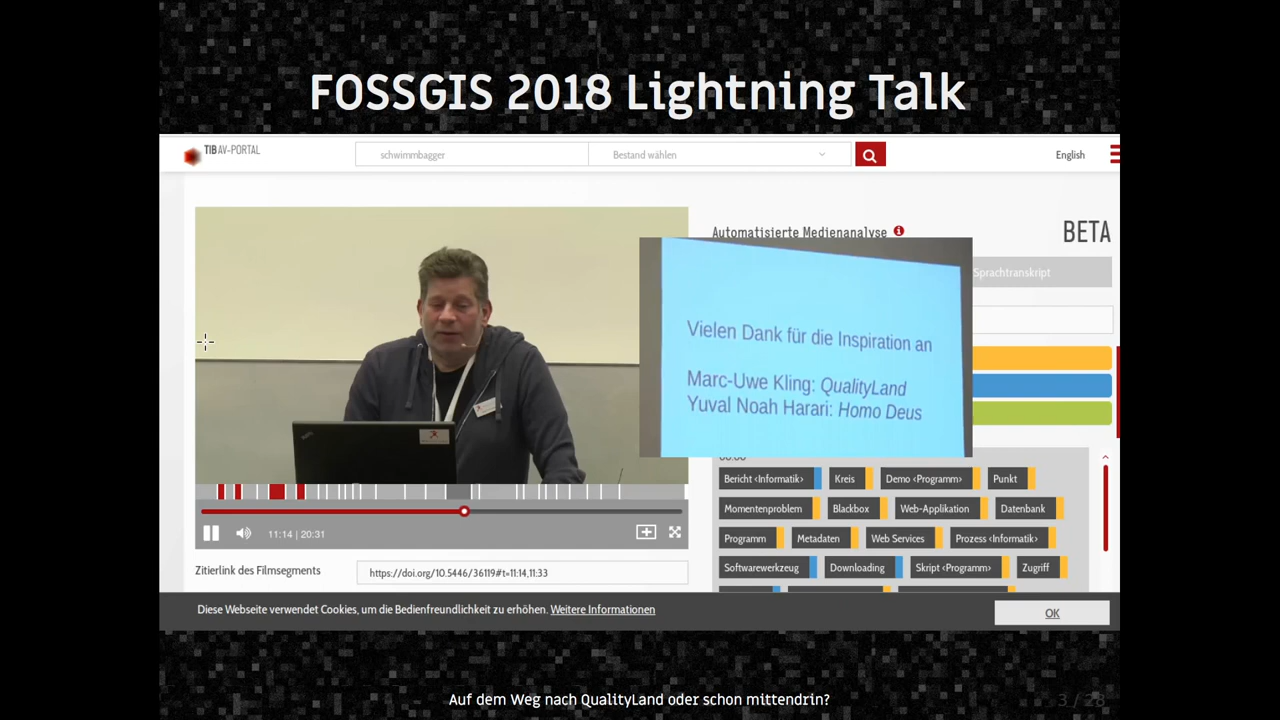 FOSSGIS 2018 Lightning Talk
TIB AV-PORTAL
schwimmbagger
Bestand wählen
English
Automatisierte Medienanalyse
BETA
Sprachtranskript
Vielen Dank für die Inspiration an
Marc-Uwe Kling: QualityLand
Yuval Noah Harari: Homo Deus
Bericht <Informatik> Kreis Demo <Programm> Punkt
Momentenproblem Blackbox Web-Applikation Datenbank
Programm Metadaten Web Services Prozess <Informatik>
Softwarewerkzeug Downloading Skript <Programm> Zugriff
11:14 | 20:31
Zitierlink des Filmsegments
https://doi.org/10.5446/36119#t=11:14,11:33
Diese Webseite verwendet Cookies, um die Bedienfreundlichkeit zu erhöhen. Weitere Informationen
OK
Auf dem Weg nach QualityLand oder schon mittendrin?
3 / 28